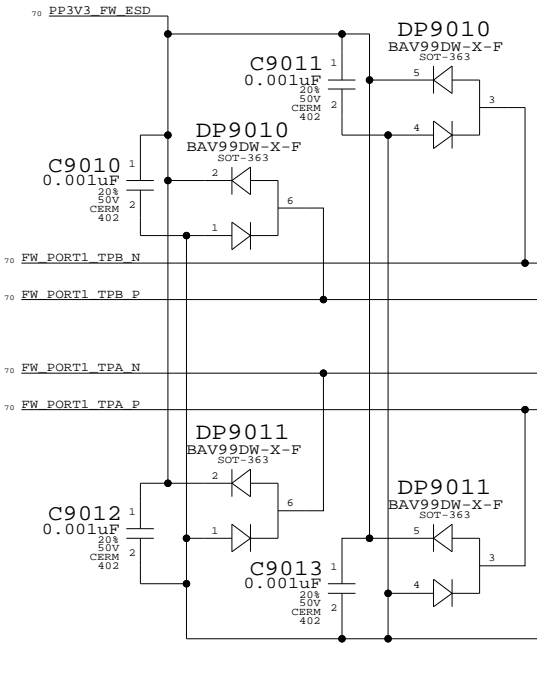 70 PP3V3_FW_ESD
DP9010
BAV99DW-X-F
SOT-363
C9011
0.001uF
20%
50V
CERM
402
1
2
5
4
3
DP9010
BAV99DW-X-F
SOT-363
C9010
0.001uF
20%
50V
CERM
402
1
2
2
1
6
70 FW_PORT1_TPB_N
70 FW_PORT1_TPB_P
70 FW_PORT1_TPA_N
70 FW_PORT1_TPA_P
DP9011
BAV99DW-X-F
SOT-363
C9012
0.001uF
20%
50V
CERM
402
1
2
2
1
6
DP9011
BAV99DW-X-F
SOT-363
C9013
0.001uF
20%
50V
CERM
402
1
2
5
4
3